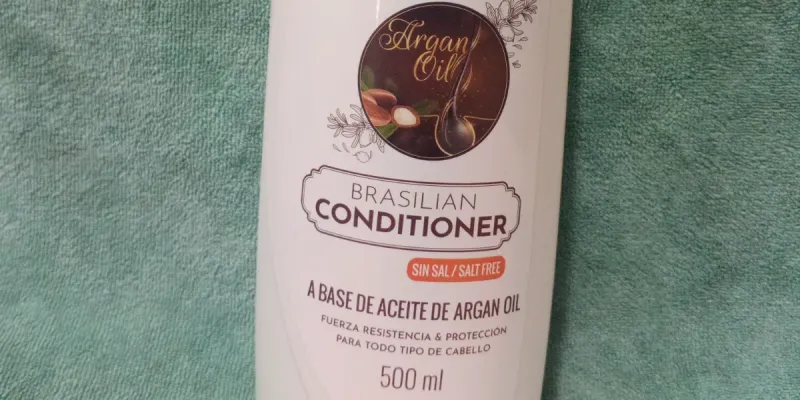 Argan
Oil
BRASILIAN
CONDITIONER
SIN SAL / SALT FREE
A BASE DE ACEITE DE ARGAN OIL
FUERZA RESISTENCIA & PROTECCIÓN
PARA TODO TIPO DE CABELLO
500 ml